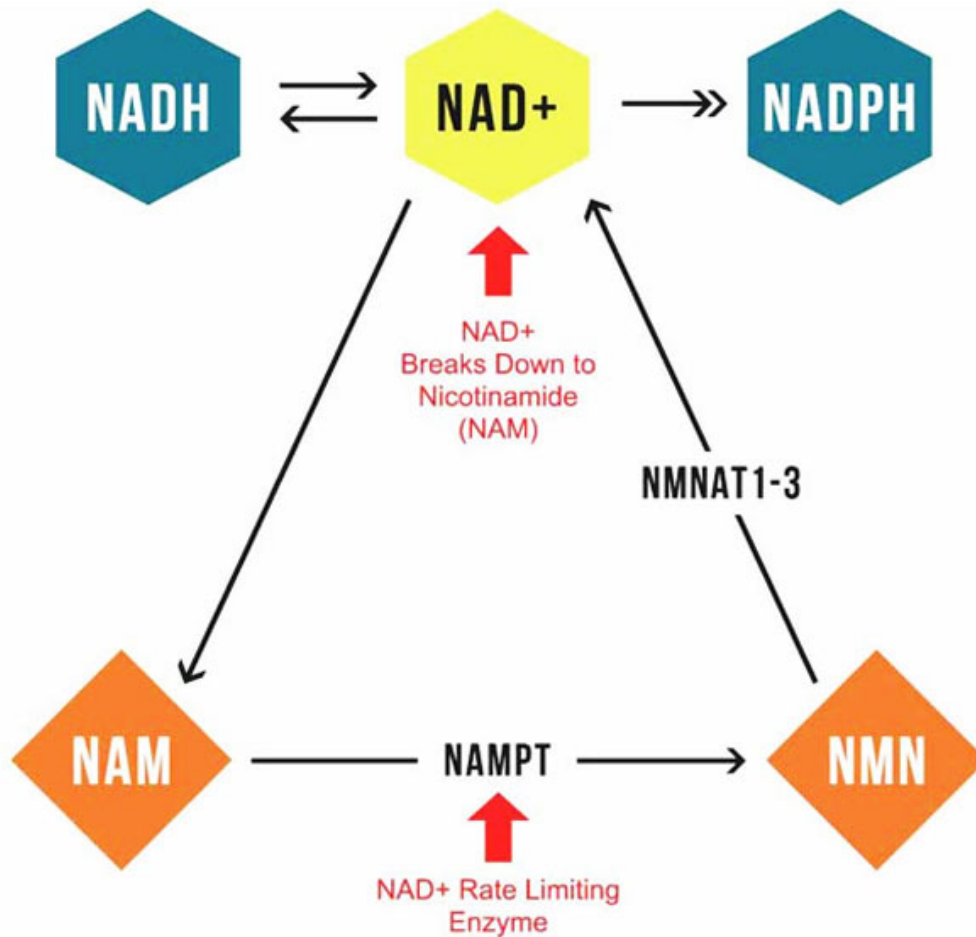 NADH
NAD+
NADPH
NAD+
Breaks Down to
Nicotinamide
(NAM)
NMNAT1-3
NAM
NAMPT
NMN
NAD+ Rate Limiting
Enzyme